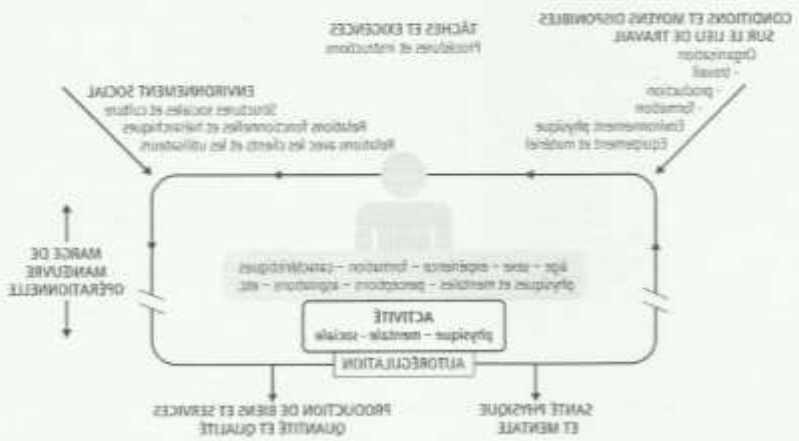 CONDITIONS ET MOYENS DISPONIBLES
SUR LE LIEU DE TRAVAIL
Organisation
- travail
- production
- formation
Environnement physique
Equipement et matériel
TÂCHES ET EXIGENCES
Procédures et instructions
ENVIRONNEMENT SOCIAL
Structures sociales et culture
Relations fonctionnelles et hiérarchiques
Relations avec les clients et les utilisateurs
MARGE DE
MANŒUVRE
OPÉRATIONNELLE
âge – sexe – expérience – formation – caractéristiques
physiques et mentales – perceptions – aspirations – etc.
ACTIVITÉ
physique – mentale - sociale
AUTORÉGULATION
SANTÉ PHYSIQUE
ET MENTALE
PRODUCTION DE BIENS ET SERVICES
QUANTITÉ ET QUALITÉ